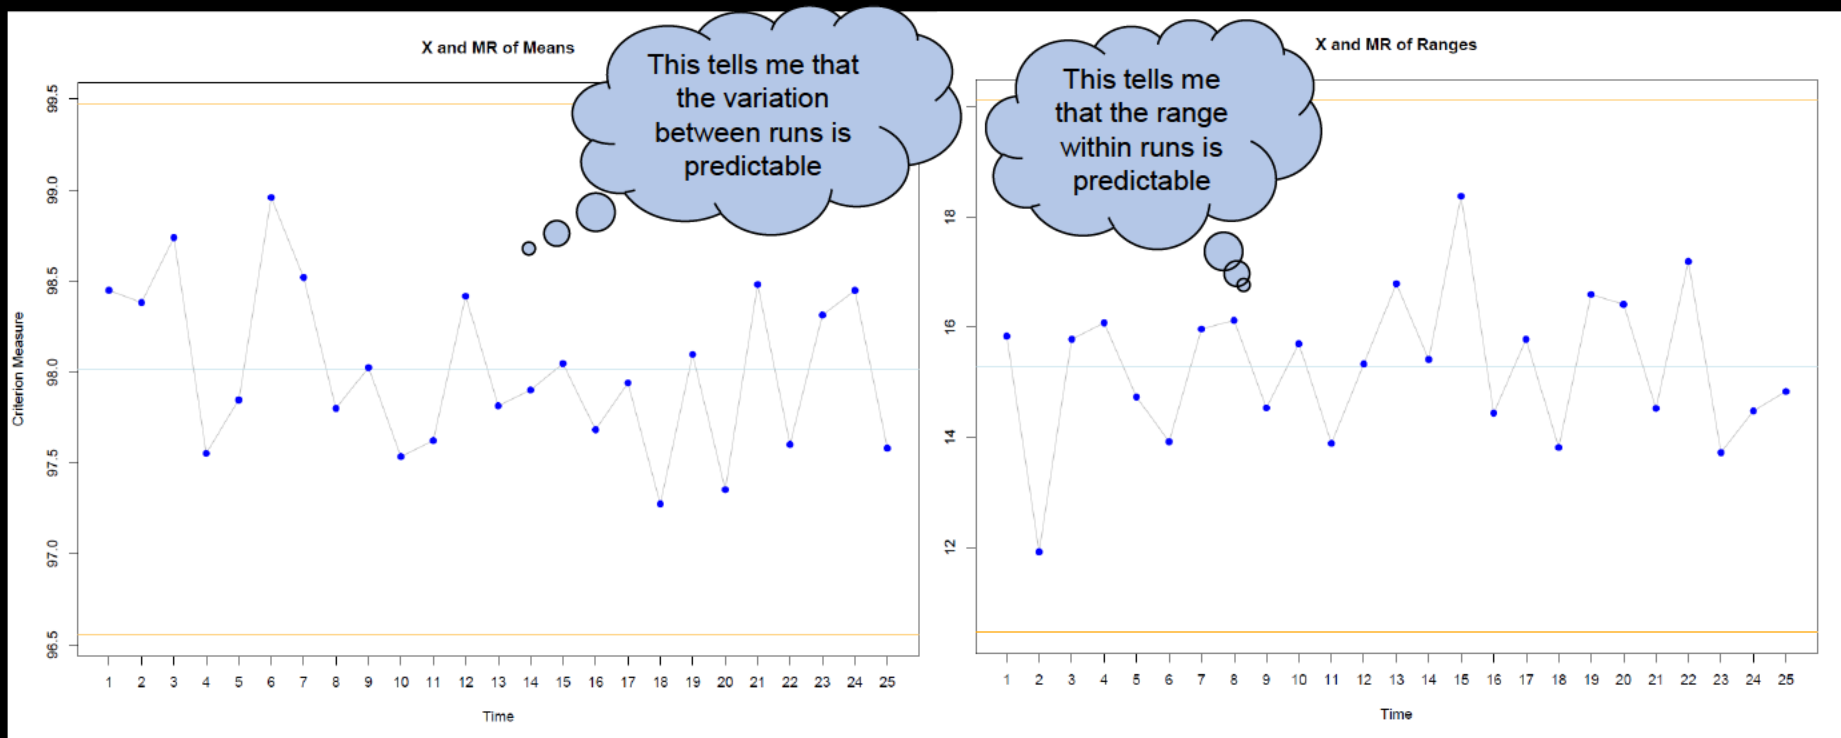 X and MR of Means
This tells me that
the variation
between runs is
predictable
99.5
99.0
98.5
98.0
97.5
97.0
96.5
Criterion Measure
1 2 3 4 5 6 7 8 9 10 11 12 13 14 15 16 17 18 19 20 21 22 23 24 25
Time
X and MR of Ranges
This tells me
that the range
within runs is
predictable
18
16
14
12
1 2 3 4 5 6 7 8 9 10 11 12 13 14 15 16 17 18 19 20 21 22 23 24 25
Time